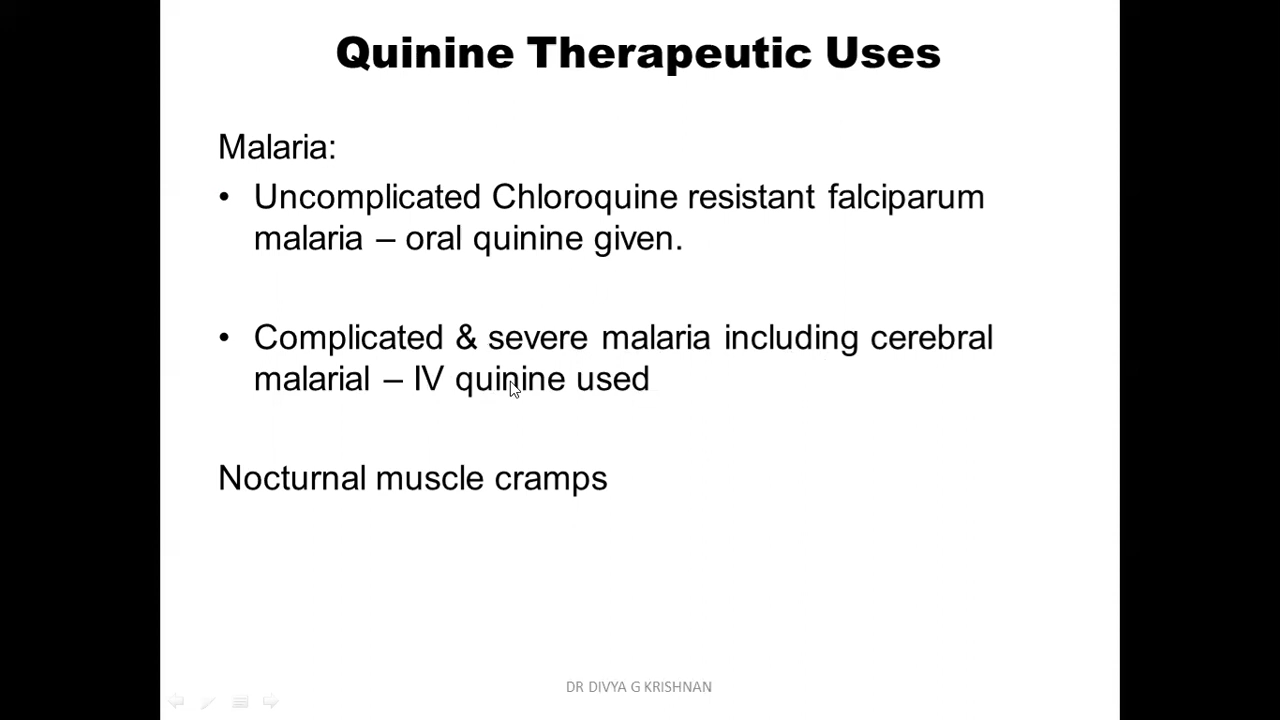 Quinine Therapeutic Uses
Malaria:
• Uncomplicated Chloroquine resistant falciparum
malaria – oral quinine given.
• Complicated & severe malaria including cerebral
malarial – IV quinine used
Nocturnal muscle cramps
DR DIVYA G KRISHNAN